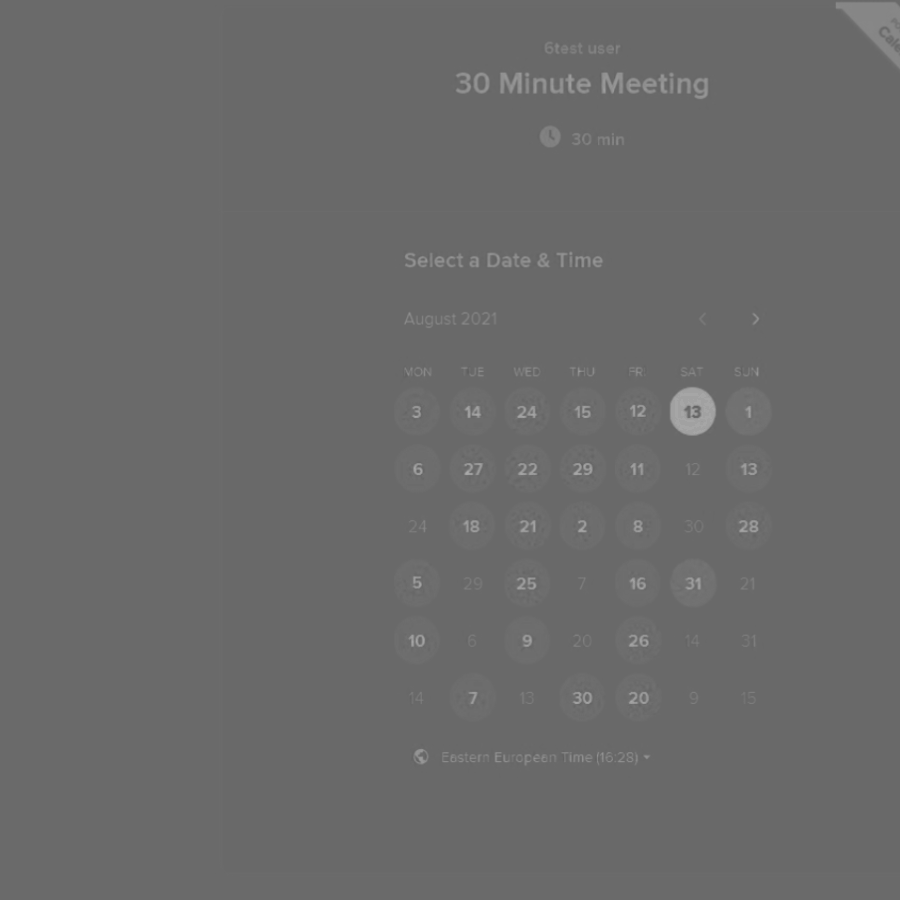 6test user
30 Minute Meeting
30 min
Select a Date & Time
August 2021
MON TUE WED THU FRI SAT SUN
3 14 24 15 12 13 1
6 27 22 29 11 12 13
24 18 21 2 8 30 28
5 29 25 7 16 31 21
10 6 9 20 26 14 31
14 7 13 30 20 9 15
Eastern European Time (16:28)